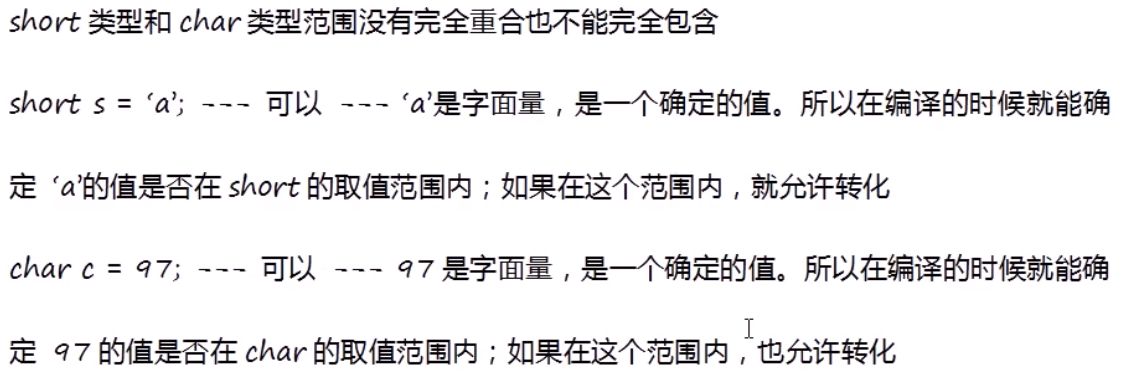 short 类型和 char 类型范围没有完全重合也不能完全包含
short s = ‘a’; --- 可以 --- ‘a’是字面量，是一个确定的值。所以在编译的时候就能确
定 ‘a’的值是否在 short 的取值范围内；如果在这个范围内，就允许转化
char c = 97; --- 可以 --- 97 是字面量，是一个确定的值。所以在编译的时候就能确
定 97 的值是否在 char 的取值范围内；如果在这个范围内，也允许转化